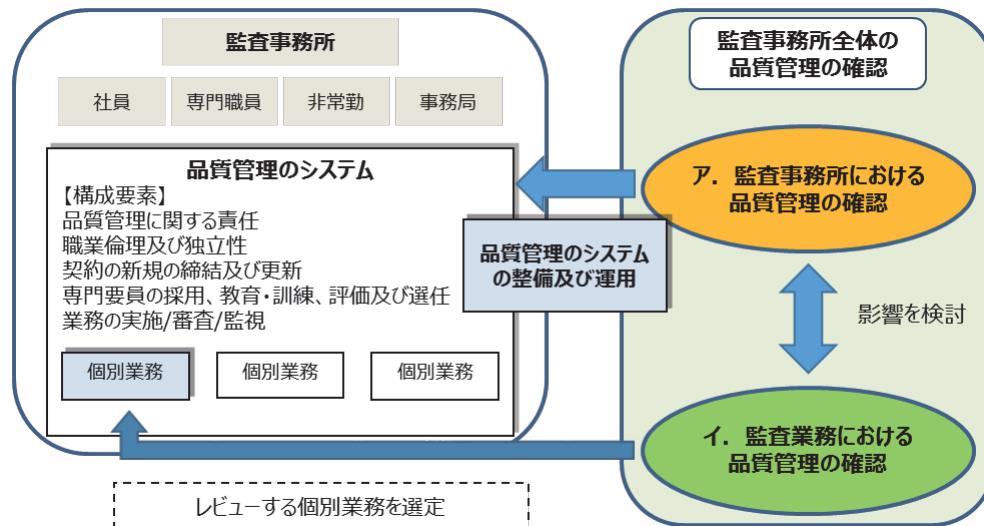 監査事務所
社員
専門職員
非常勤
事務局
品質管理のシステム
【構成要素】
品質管理に関する責任
職業倫理及び独立性
契約の新規の締結及び更新
専門要員の採用、教育・訓練、評価及び選任
業務の実施/審査/監視
個別業務
個別業務
個別業務
品質管理のシステム
の整備及び運用
レビューする個別業務を選定
監査事務所全体の
品質管理の確認
ア．監査事務所における
品質管理の確認
影響を検討
イ．監査業務における
品質管理の確認